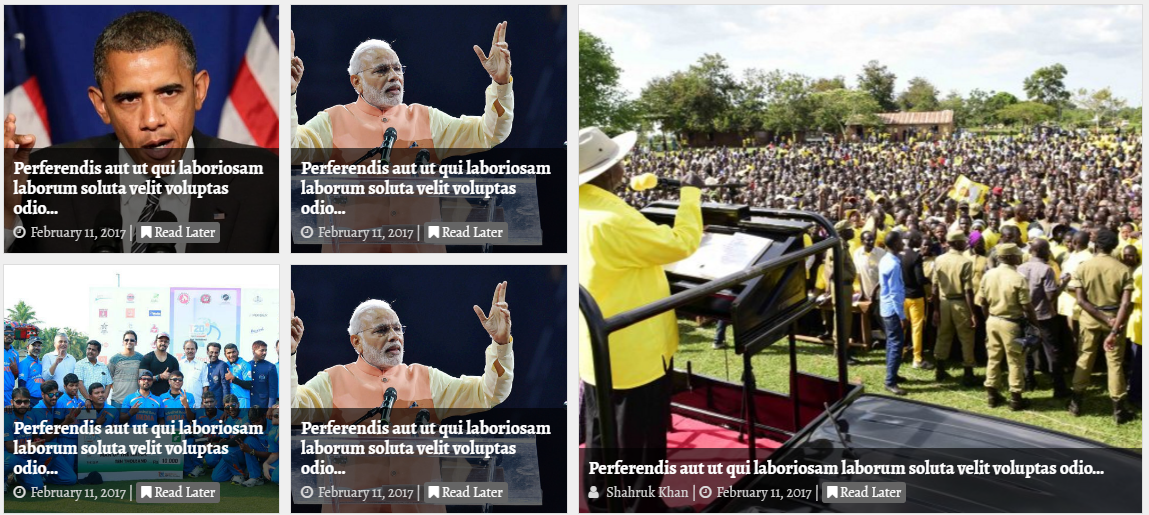 Perferendis aut ut qui laboriosam
laborum soluta velit voluptas
odio...
February 11, 2017 | Read Later
Perferendis aut ut qui laboriosam
laborum soluta velit voluptas
odio...
February 11, 2017 | Read Later
Perferendis aut ut qui laboriosam
laborum soluta velit voluptas
odio...
February 11, 2017 | Read Later
Perferendis aut ut qui laboriosam
laborum soluta velit voluptas
odio...
February 11, 2017 | Read Later
Perferendis aut ut qui laboriosam laborum soluta velit voluptas odio...
Shahruk Khan | February 11, 2017 | Read Later